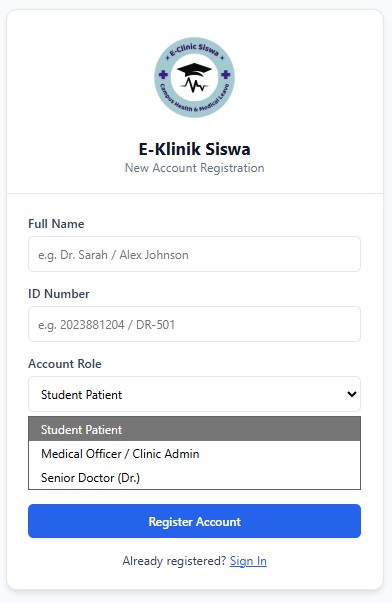 E-Clinic Siswa
Campus Health & Medical Leave
E-Klinik Siswa
New Account Registration
Full Name
e.g. Dr. Sarah / Alex Johnson
ID Number
e.g. 2023881204 / DR-501
Account Role
Student Patient
Student Patient
Medical Officer / Clinic Admin
Senior Doctor (Dr.)
Register Account
Already registered? Sign In